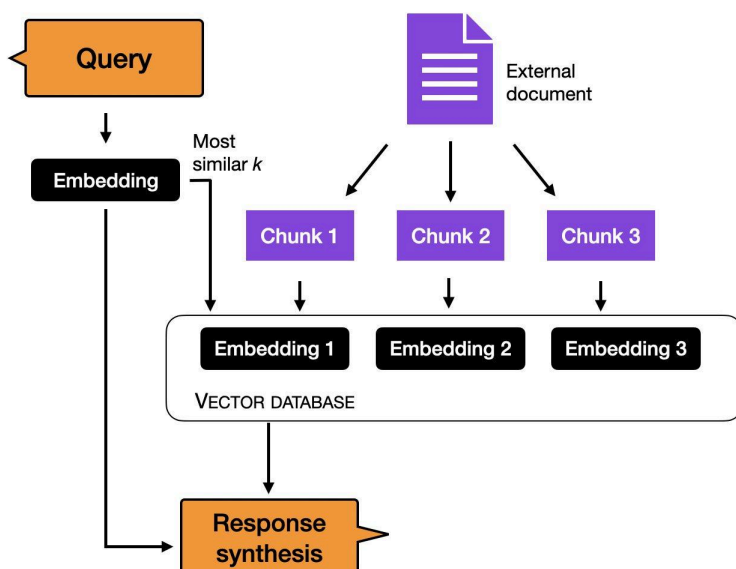 Query
External
document
Most
similar k
Embedding
Chunk 1
Chunk 2
Chunk 3
Embedding 1
Embedding 2
Embedding 3
VECTOR DATABASE
Response
synthesis